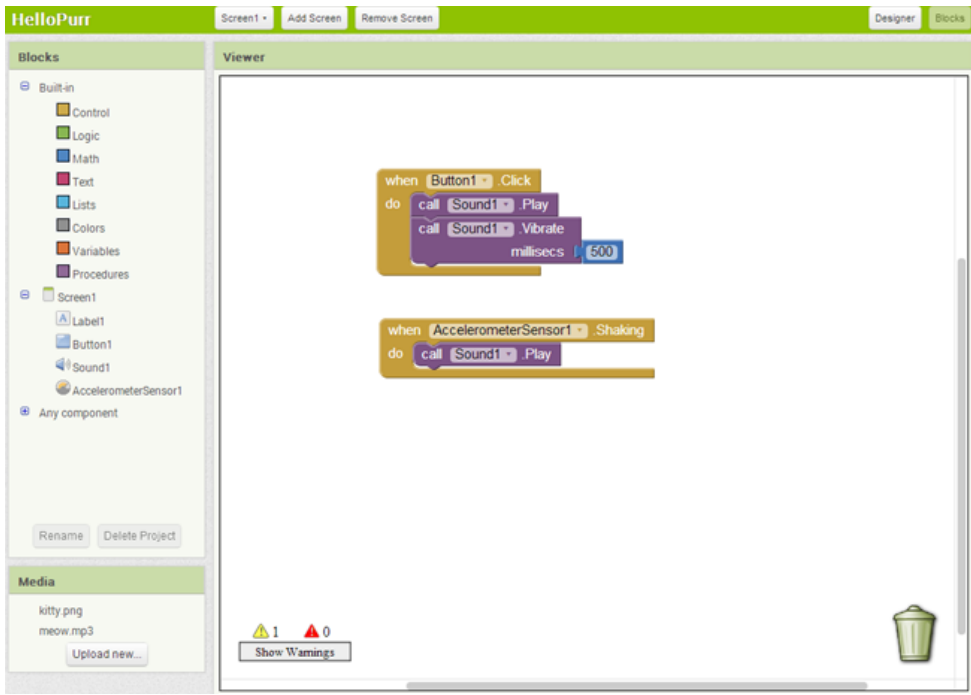 HelloPurr
Screen1
Add Screen
Remove Screen
Designer
Blocks
Blocks
Viewer
Built-in
Control
Logic
Math
Text
Lists
Colors
Variables
Procedures
Screen1
Label1
Button1
Sound1
AccelerometerSensor1
Any component
Rename
Delete Project
Media
kitty.png
meow.mp3
Upload new...
when Button1 .Click
do call Sound1 .Play
call Sound1 .Vibrate
millisecs 500
when AccelerometerSensor1 .Shaking
do call Sound1 .Play
1 0
Show Warnings